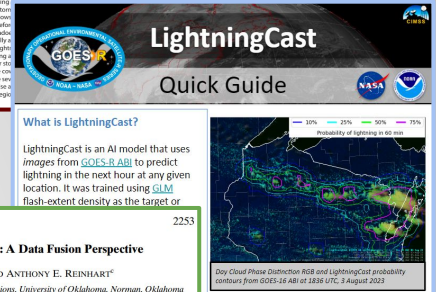 CIMSS
LightningCast
Quick Guide
GOES-R
NOAA - NASA
NASA
NOAA
What is LightningCast?
LightningCast is an AI model that uses
images from GOES-R ABI to predict
lightning in the next hour at any given
location. It was trained using GLM
flash-extent density as the target or
10% 25% 50% 75%
Probability of lightning in 60 min
Day Cloud Phase Distinction RGB and LightningCast probability
contours from GOES-16 ABI at 1836 UTC, 3 August 2023
2253
: A Data Fusion Perspective
D ANTHONY E. REINHART
ions, University of Oklahoma, Norman, Oklahoma